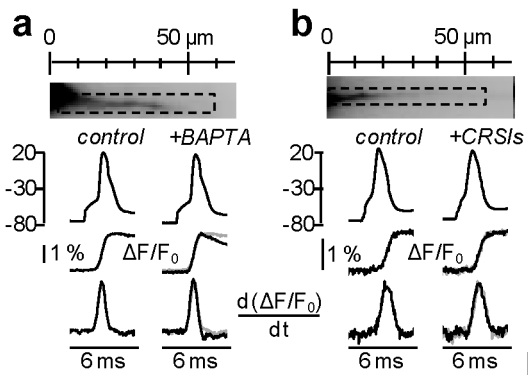 a
0 50 µm
control +BAPTA
20
-30
-80
1 %
ΔF/F0
6 ms 6 ms
d(ΔF/F0)
dt
b
0 50 µm
control +CRSIs
20
-30
-80
1 %
ΔF/F0
6 ms 6 ms